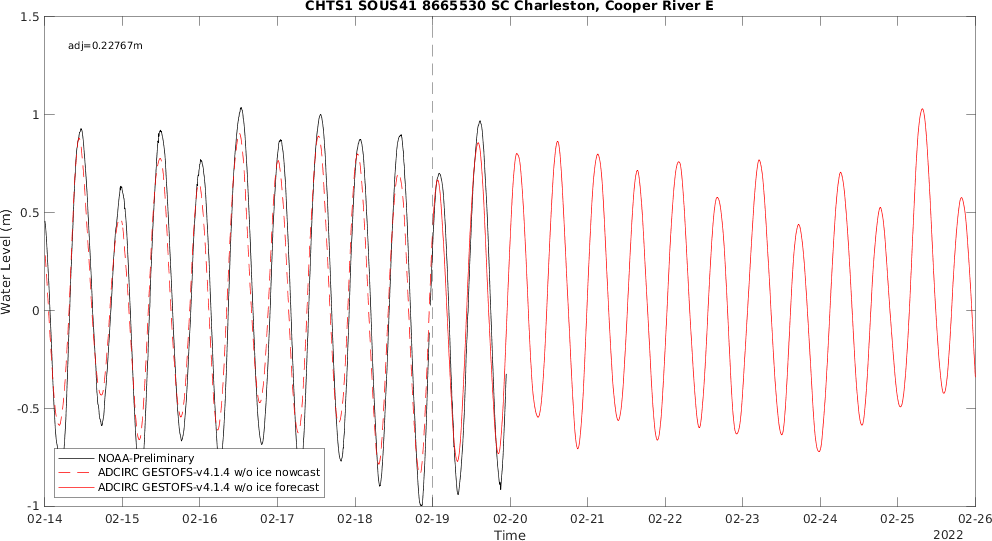 CHTS1 SOUS41 8665530 SC Charleston, Cooper River E
adj=0.22767m
1.5
1
0.5
0
-0.5
-1
Water Level (m)
NOAA-Preliminary
ADCIRC GESTOFS-v4.1.4 w/o ice nowcast
ADCIRC GESTOFS-v4.1.4 w/o ice forecast
02-14 02-15 02-16 02-17 02-18 02-19 02-20 02-21 02-22 02-23 02-24 02-25 02-26
Time
2022